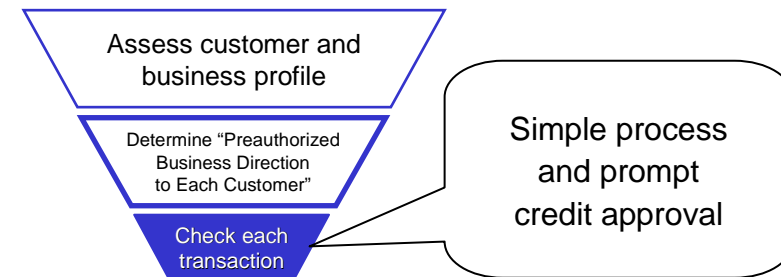 Assess customer and
business profile
Determine “Preauthorized
Business Direction
to Each Customer”
Check each
transaction
Simple process
and prompt
credit approval